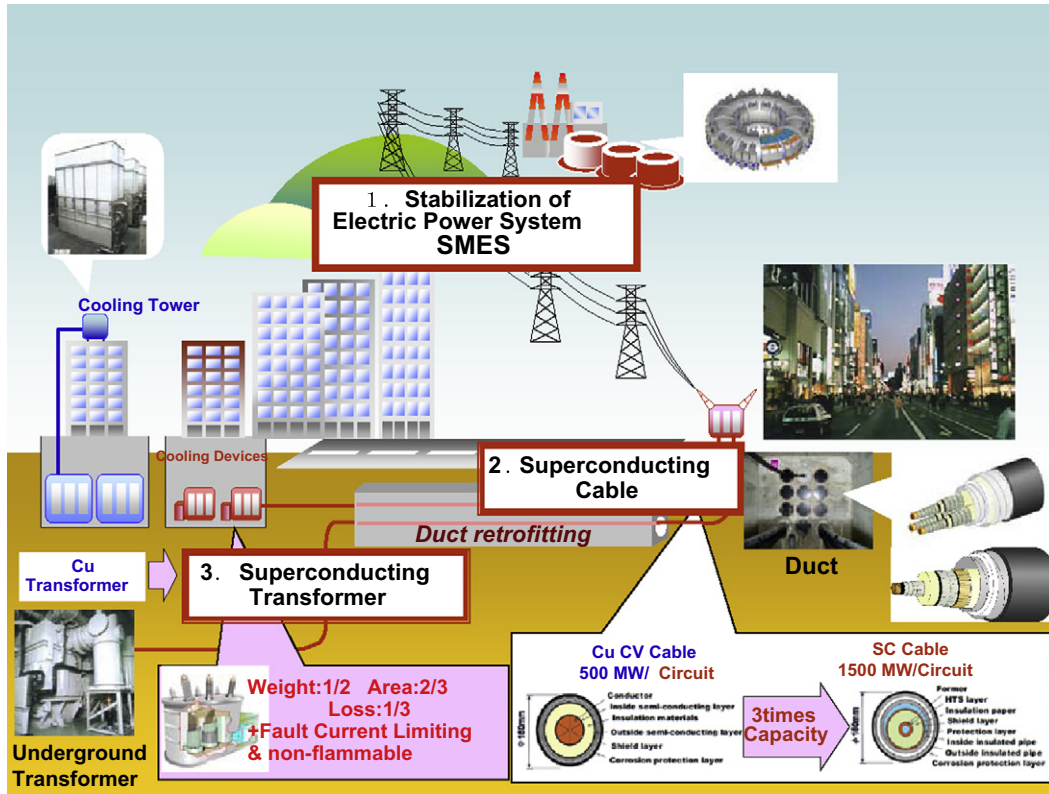 1. Stabilization of
Electric Power System
SMES
Cooling Tower
Cooling Devices
2. Superconducting
Cable
Duct retrofitting
Duct
Cu
Transformer
3. Superconducting
Transformer
Underground
Transformer
Weight:1/2 Area:2/3
Loss:1/3
+Fault Current Limiting
& non-flammable
Cu CV Cable
500 MW/ Circuit
Conductor
Inside semi-conducting layer
Insulation materials
Outside semi-conducting layer
Shield layer
Corrosion protection layer
3times
Capacity
SC Cable
1500 MW/Circuit
Former
HTS layer
Insulation paper
Shield layer
Protection layer
Inside insulated pipe
Outside insulated pipe
Corrosion protection layer